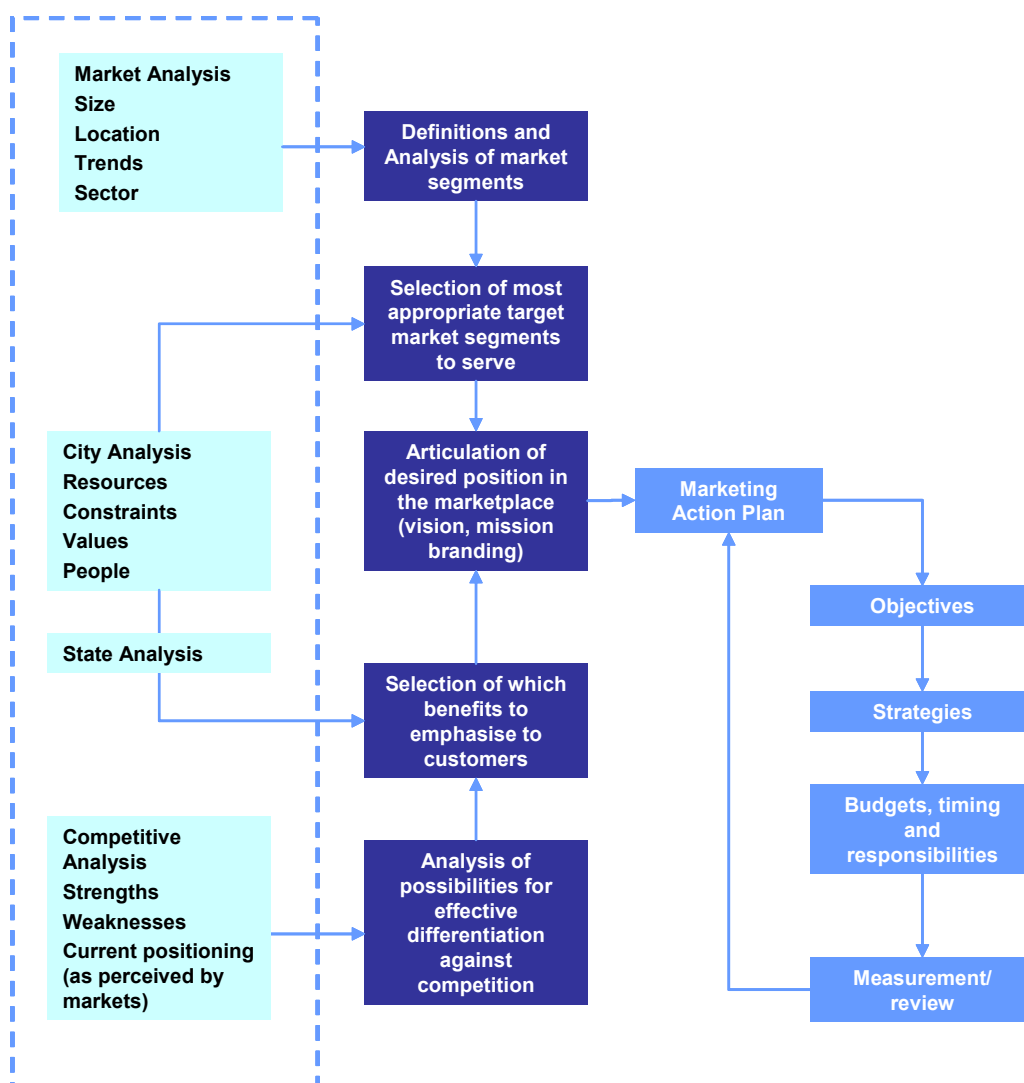 Market Analysis
Size
Location
Trends
Sector
Definitions and
Analysis of market
segments
Selection of most
appropriate target
market segments
to serve
City Analysis
Resources
Constraints
Values
People
Articulation of
desired position in
the marketplace
(vision, mission
branding)
Marketing
Action Plan
Objectives
State Analysis
Selection of which
benefits to
emphasise to
customers
Strategies
Budgets, timing
and
responsibilities
Competitive
Analysis
Strengths
Weaknesses
Current positioning
(as perceived by
markets)
Analysis of
possibilities for
effective
differentiation
against
competition
Measurement/
review